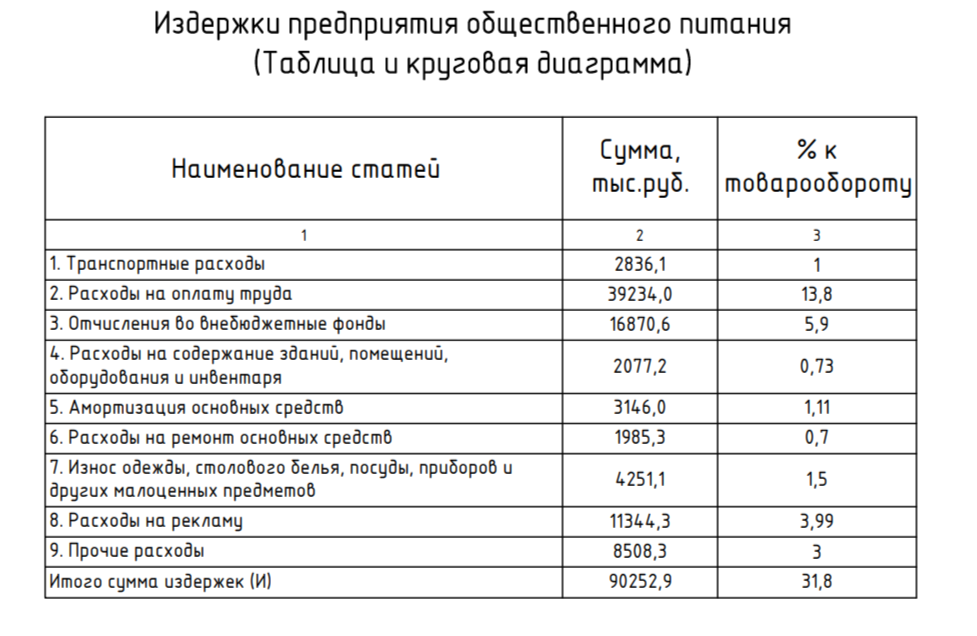 Издержки предприятия общественного питания
(Таблица и круговая диаграмма)
Наименование статей
Сумма,
тыс.руб.
% к
товарообороту
1 2 3
1. Транспортные расходы 2836,1 1
2. Расходы на оплату труда 39234,0 13,8
3. Отчисления во внебюджетные фонды 16870,6 5,9
4. Расходы на содержание зданий, помещений,
оборудования и инвентаря 2077,2 0,73
5. Амортизация основных средств 3146,0 1,11
6. Расходы на ремонт основных средств 1985,3 0,7
7. Износ одежды, столового белья, посуды, приборов и
других малоценных предметов 4251,1 1,5
8. Расходы на рекламу 11344,3 3,99
9. Прочие расходы 8508,3 3
Итого сумма издержек (И) 90252,9 31,8